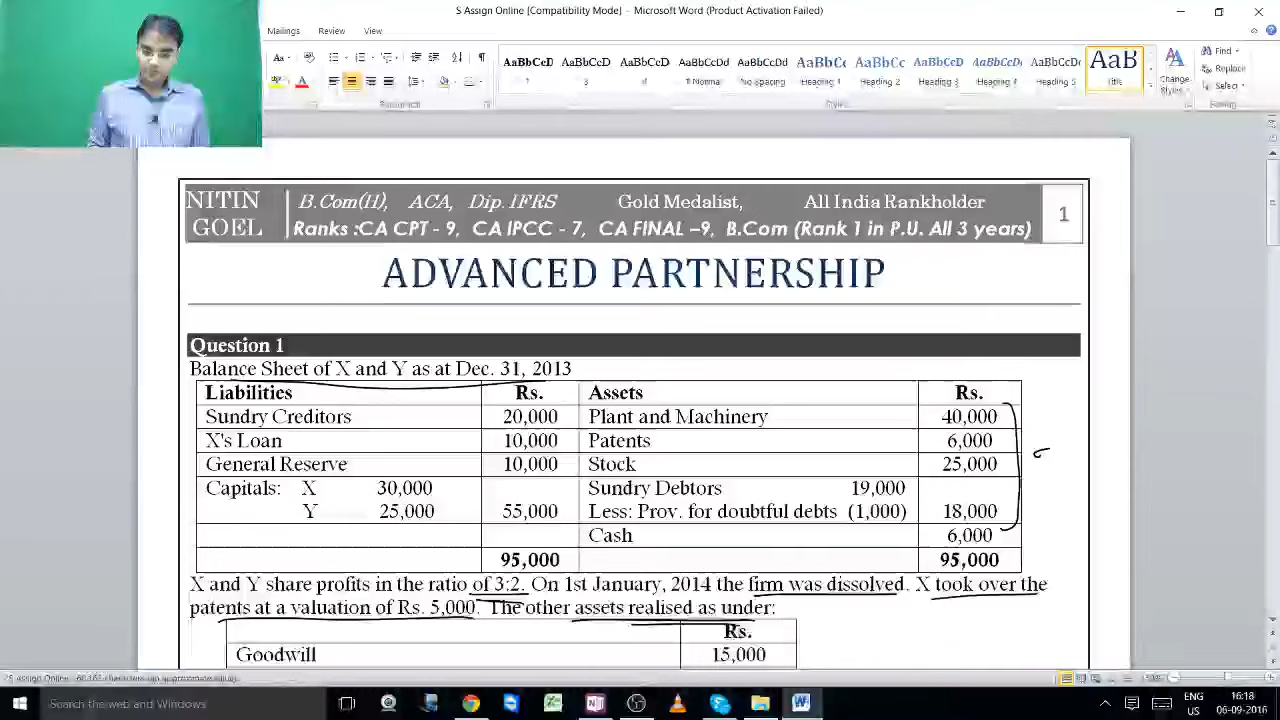 S Assign Online [Compatibility Mode] - Microsoft Word (Product Activation Failed)
Mailings Review View
Aa
AaBbCcD AaBbCcDd AaBbCcD AaBbCcDd AaBbCcDd AaBbCc AaBbCc AaBbCcD AaBbCcD AaBbCcDd AaB
Find
Replace
Select
1 ¶ Normal No Spacing Heading 1 Heading 2 Heading 3 Heading 4 Heading 5 Title
Change Styles
Paragraph Styles Editing
NITIN GOEL
B.Com(H), ACA, Dip. IFRS Gold Medalist, All India Rankholder
Ranks :CA CPT - 9, CA IPCC - 7, CA FINAL –9, B.Com (Rank 1 in P.U. All 3 years)
1
ADVANCED PARTNERSHIP
Question 1
Balance Sheet of X and Y as at Dec. 31, 2013
Liabilities Rs. Assets Rs.
Sundry Creditors 20,000 Plant and Machinery 40,000
X's Loan 10,000 Patents 6,000
General Reserve 10,000 Stock 25,000
Capitals: X 30,000 Sundry Debtors 19,000
Y 25,000 55,000 Less: Prov. for doubtful debts (1,000) 18,000
Cash 6,000
95,000 95,000
X and Y share profits in the ratio of 3:2. On 1st January, 2014 the firm was dissolved. X took over the
patents at a valuation of Rs. 5,000. The other assets realised as under:
Rs.
Goodwill 15,000
Search the web and Windows
ENG
US
16:18
06-09-2016